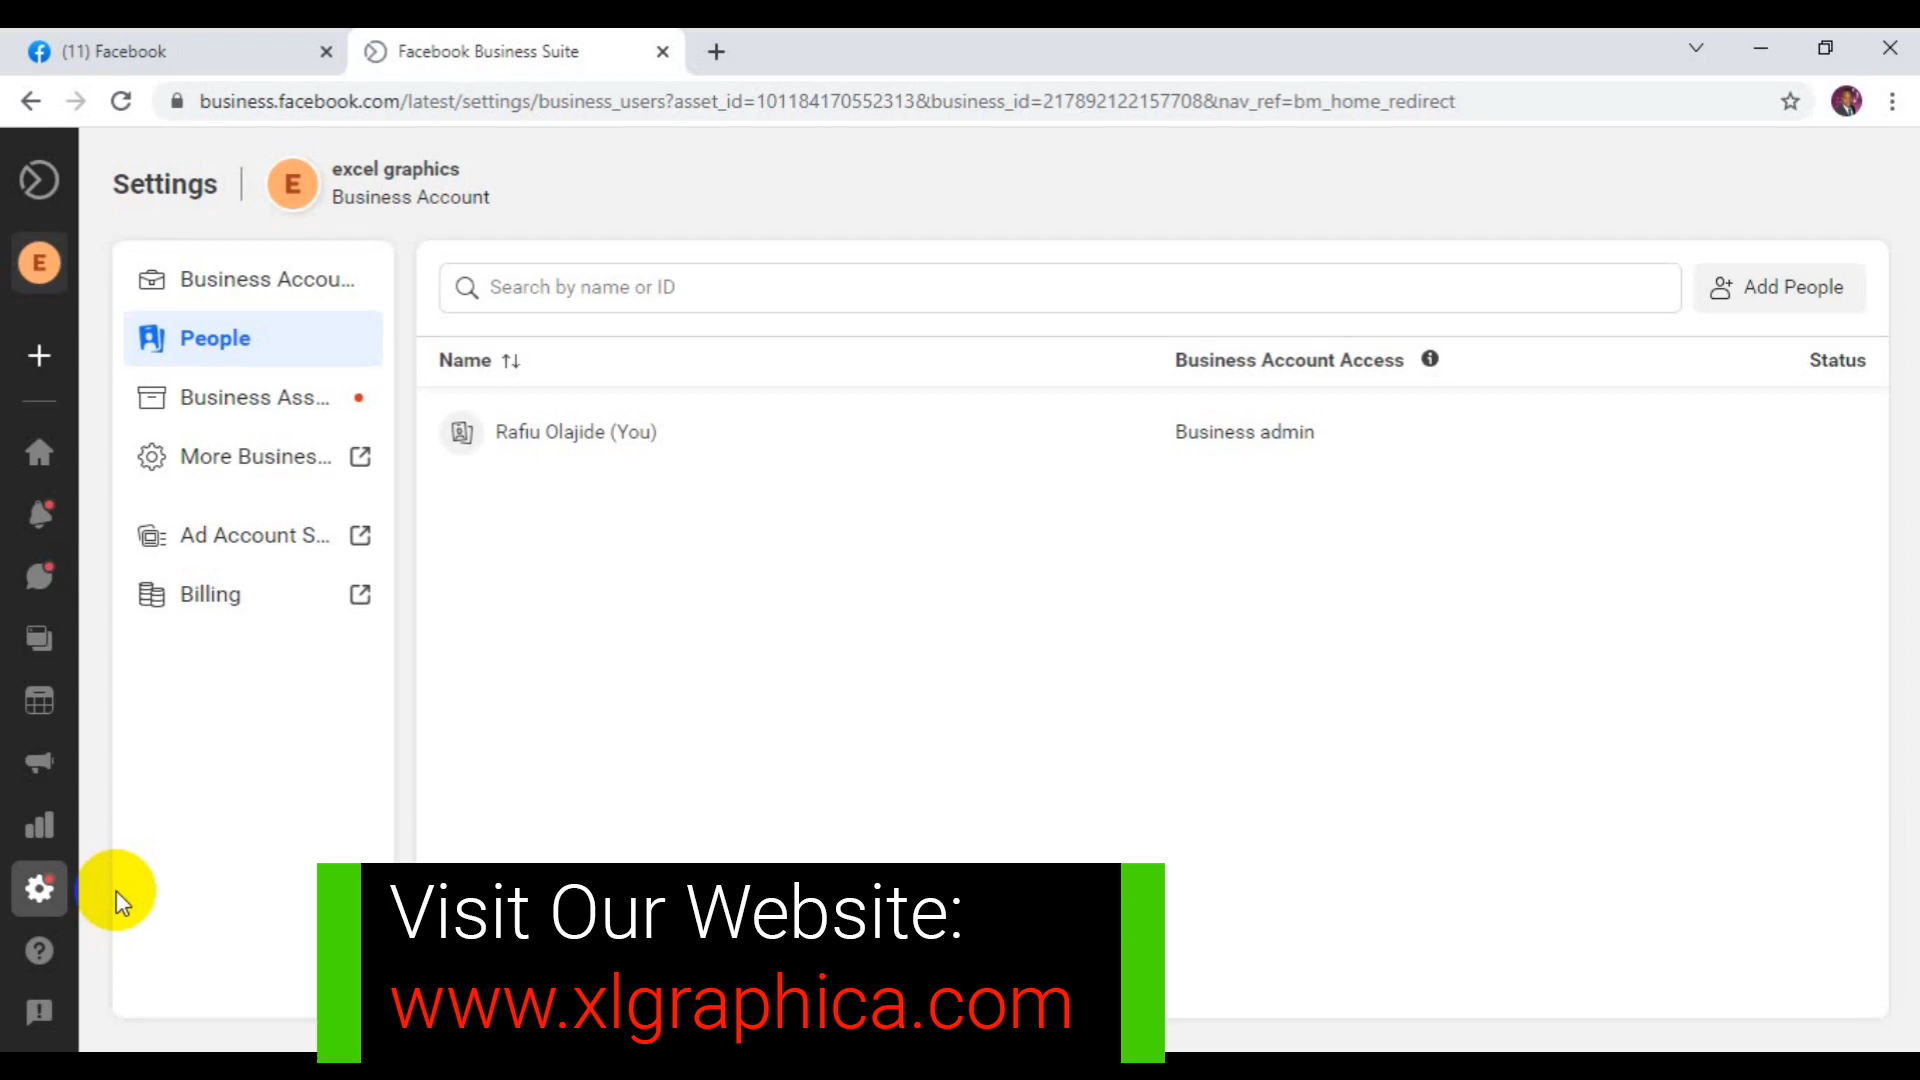 (11) Facebook
Facebook Business Suite
business.facebook.com/latest/settings/business_users?asset_id=101184170552313&business_id=217892122157708&nav_ref=bm_home_redirect
Settings
E
excel graphics
Business Account
E
Business Accou...
People
Business Ass...
More Busines...
Ad Account S...
Billing
Search by name or ID
Add People
Name
Business Account Access
Status
Rafiu Olajide (You)
Business admin
Visit Our Website:
www.xlgraphica.com